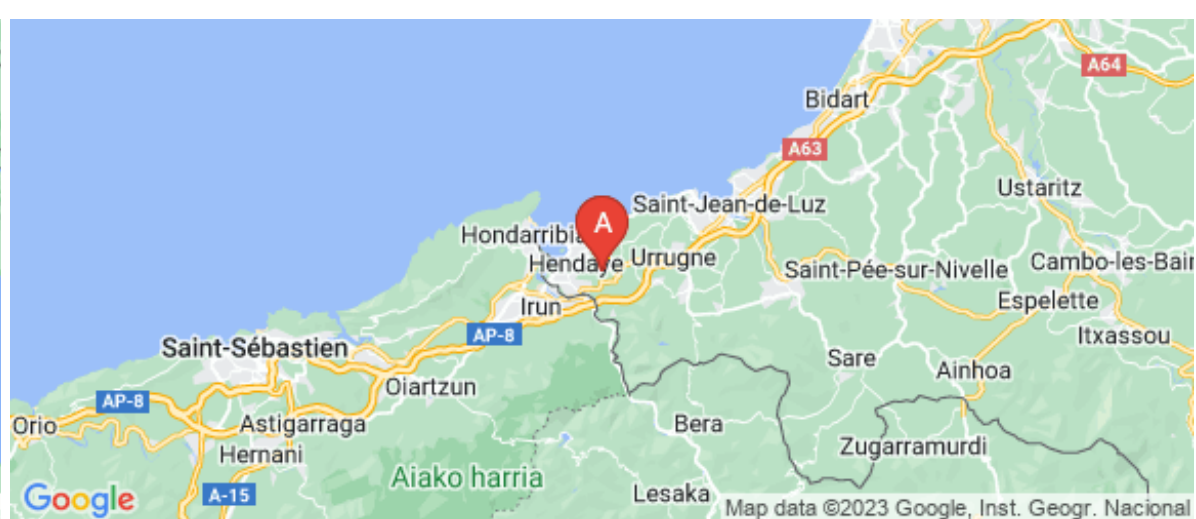 A64
Bidart
A63
Ustaritz
Saint-Jean-de-Luz
A
Hondarribia
Hendaye
Urrugne
Saint-Pée-sur-Nivelle
Cambo-les-Bain
Espelette
Irun
AP-8
Itxassou
Saint-Sébastien
Sare
Ainhoa
Oiartzun
AP-8
Orio
Astigarraga
Bera
Hernani
Zugarramurdi
Aiako harria
Google
A-15
Lesaka
Map data ©2023 Google, Inst. Geogr. Nacional